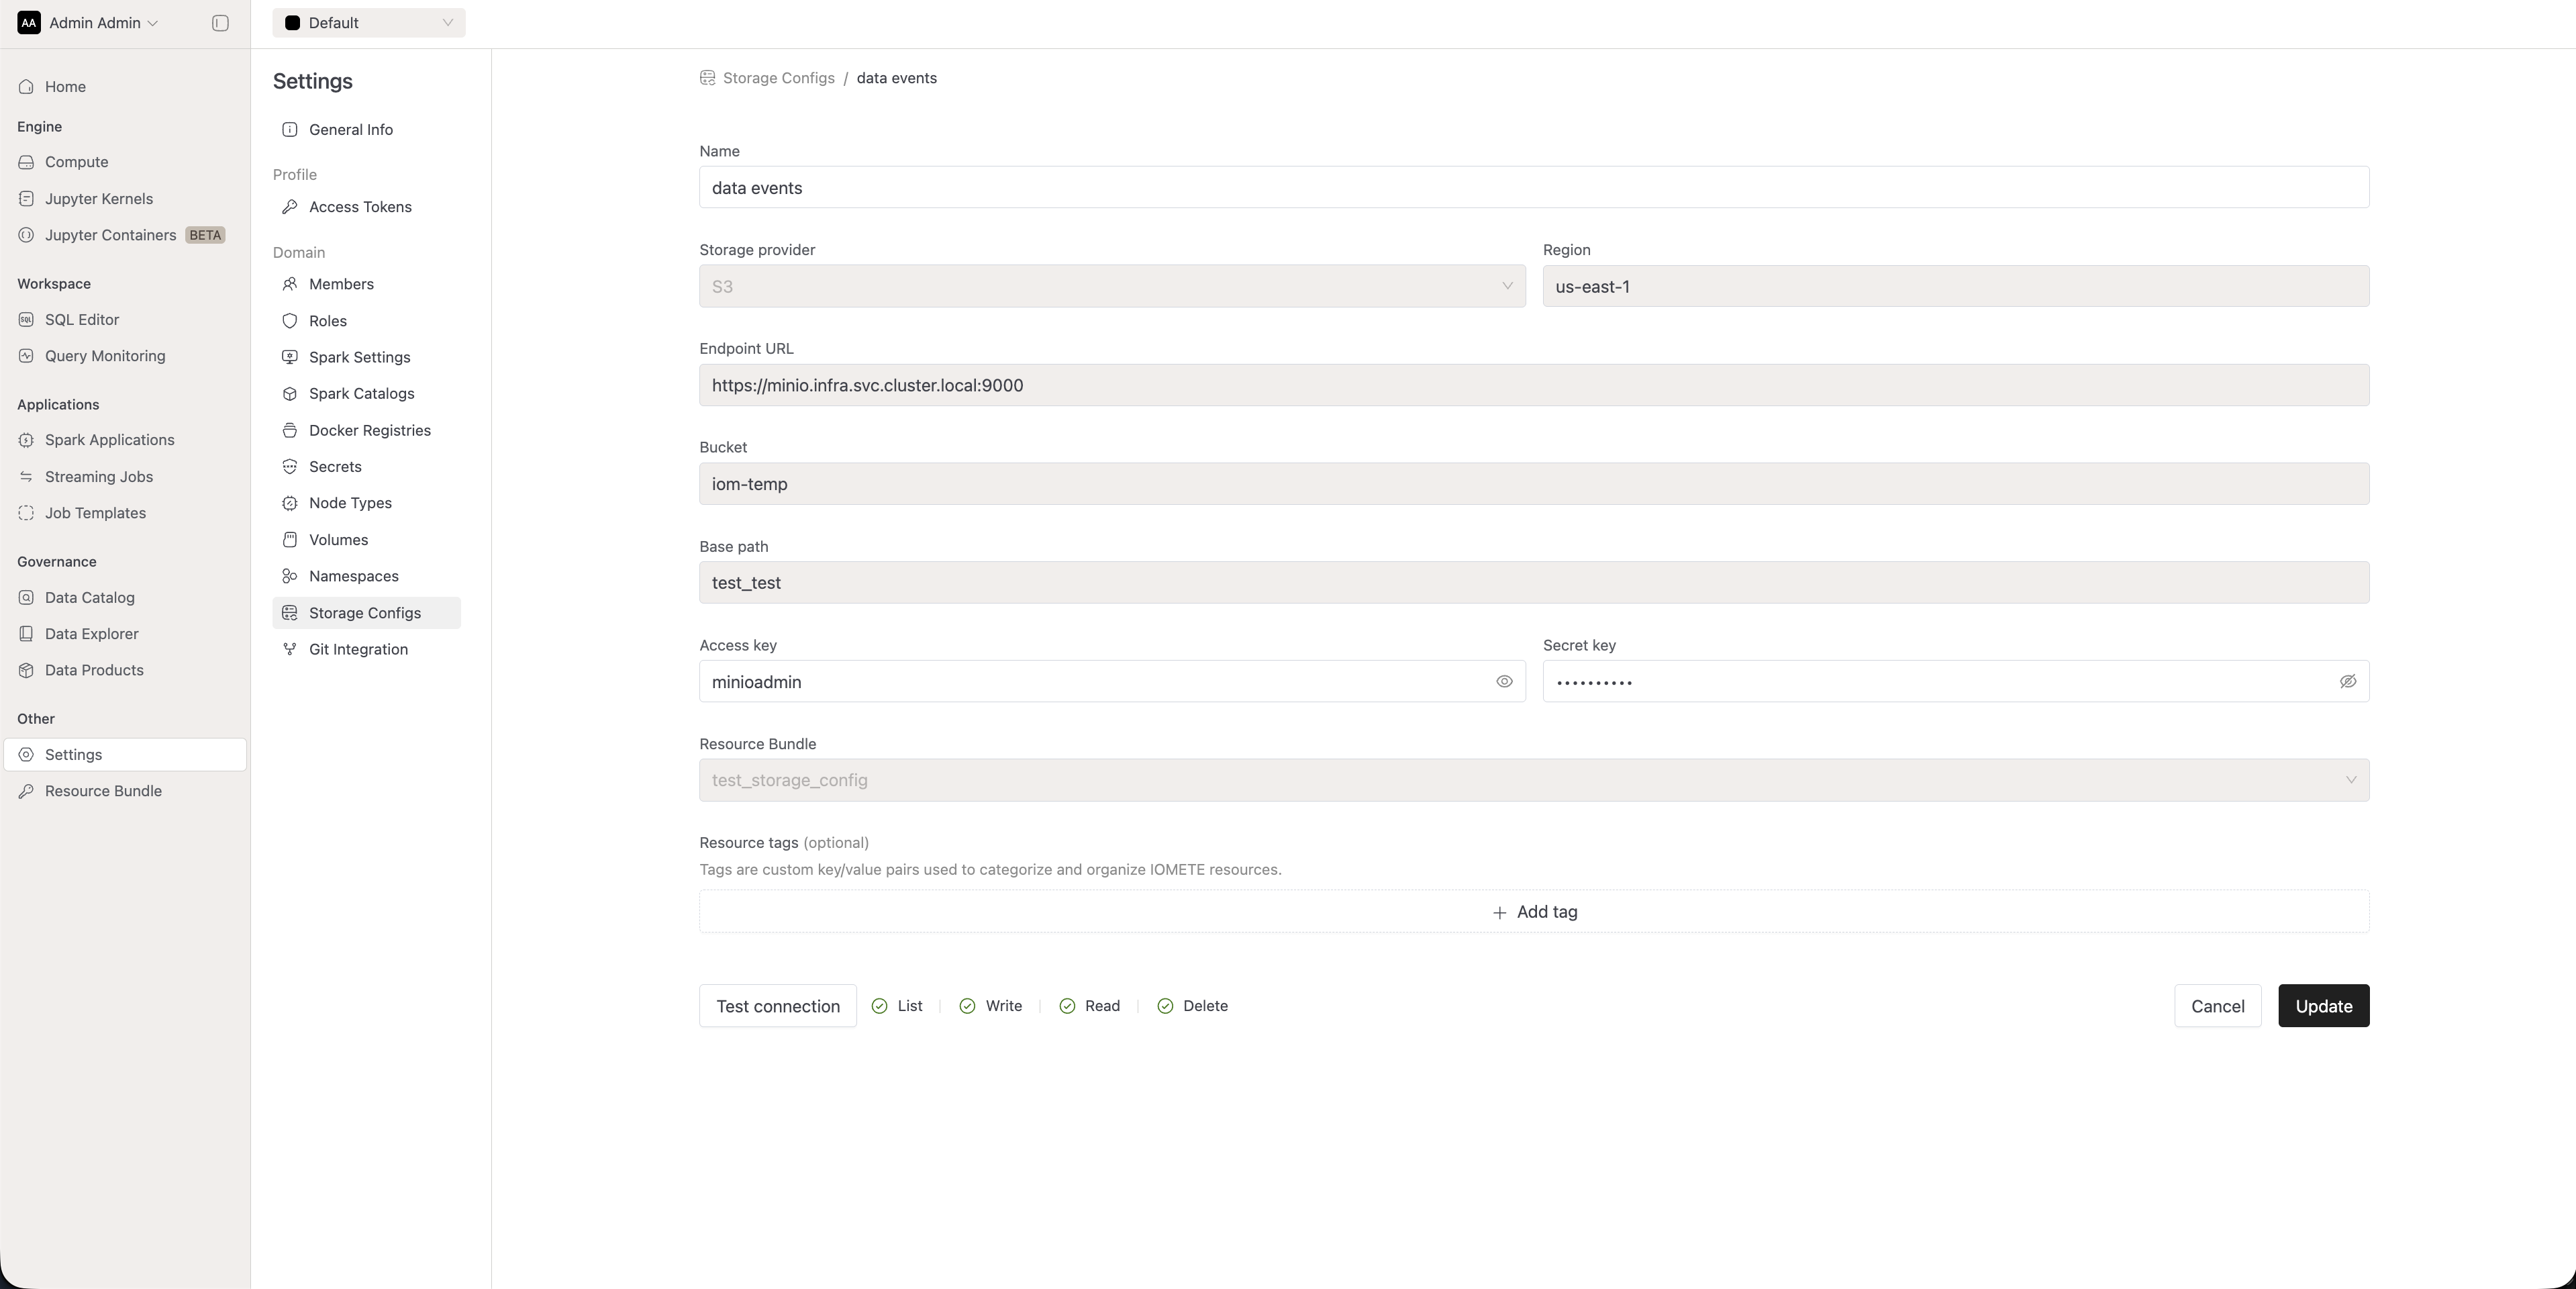 AA Admin Admin
Default
Home
Engine
Compute
Jupyter Kernels
Jupyter Containers BETA
Workspace
SQL Editor
Query Monitoring
Applications
Spark Applications
Streaming Jobs
Job Templates
Governance
Data Catalog
Data Explorer
Data Products
Other
Settings
Resource Bundle
Settings
General Info
Profile
Access Tokens
Domain
Members
Roles
Spark Settings
Spark Catalogs
Docker Registries
Secrets
Node Types
Volumes
Namespaces
Storage Configs
Git Integration
Storage Configs / data events
Name
data events
Storage provider
S3
Region
us-east-1
Endpoint URL
https://minio.infra.svc.cluster.local:9000
Bucket
iom-temp
Base path
test_test
Access key
minioadmin
Secret key
••••••••••
Resource Bundle
test_storage_config
Resource tags (optional)
Tags are custom key/value pairs used to categorize and organize IOMETE resources.
Add tag
Test connection List Write Read Delete
Cancel Update